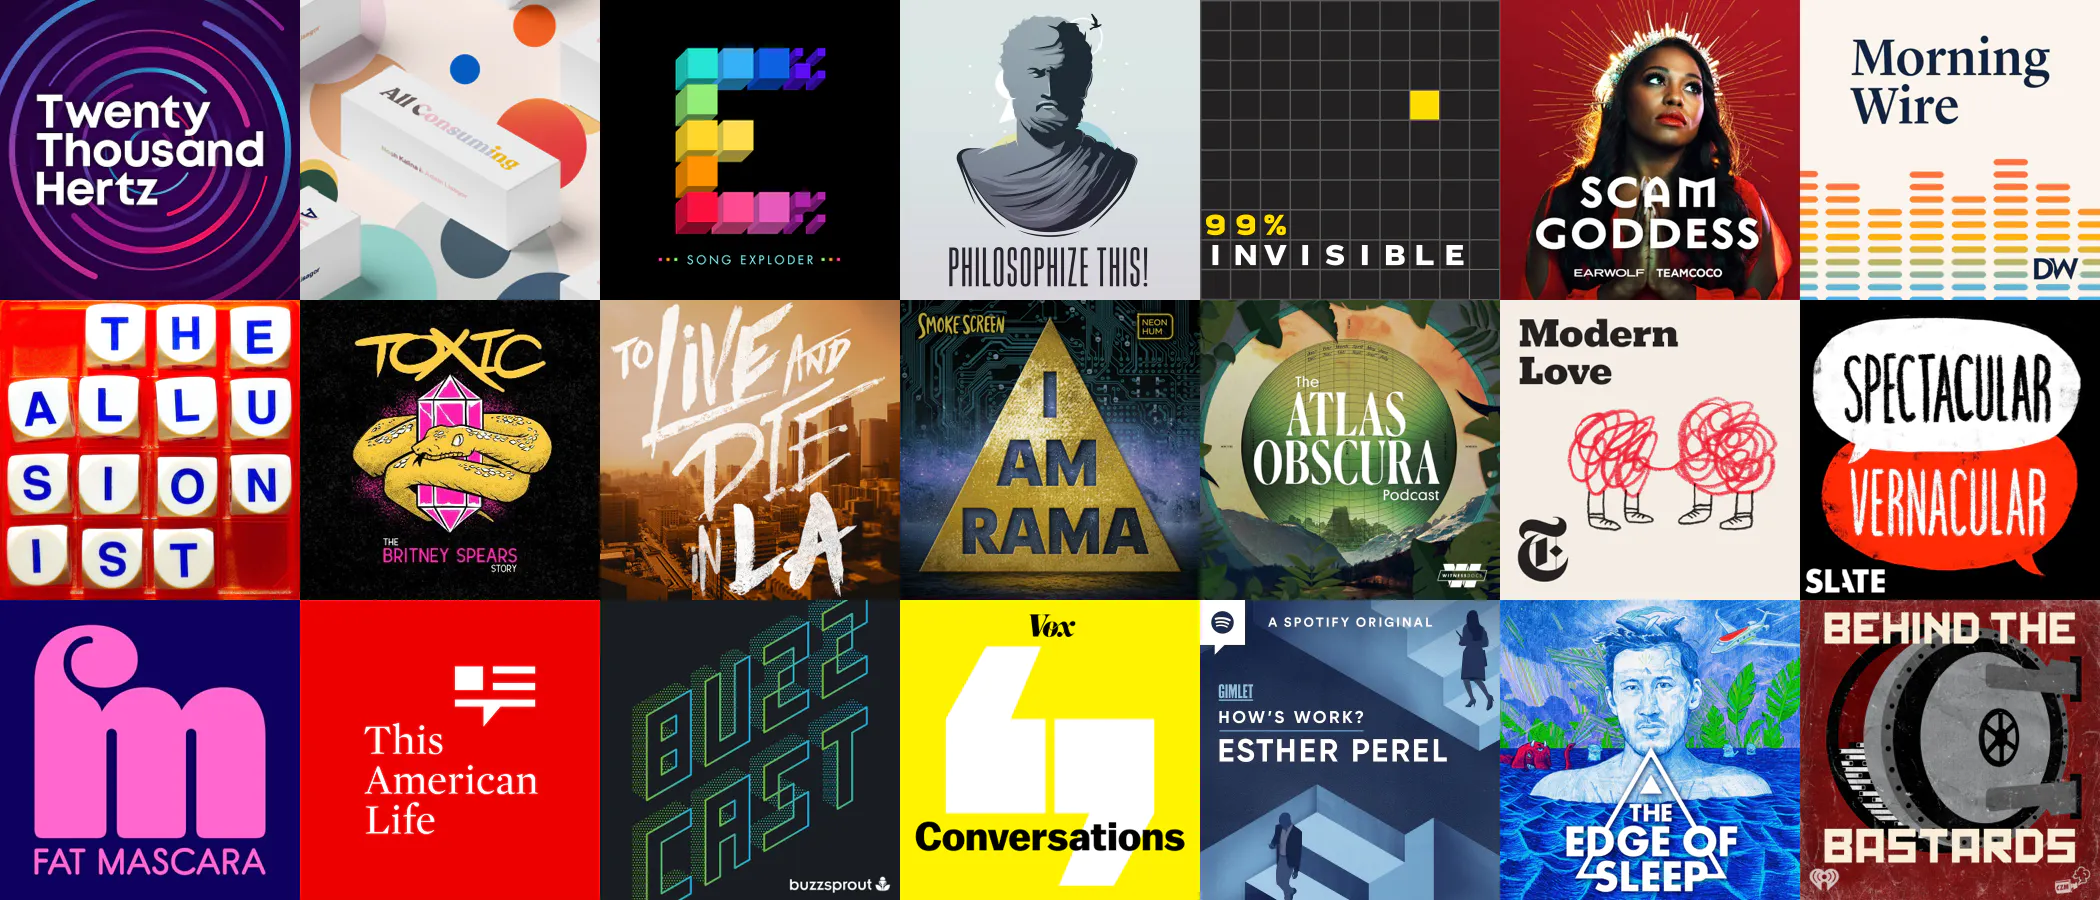 Twenty
Thousand
Hertz
All Consuming
SONG EXPLODER
PHILOSOPHIZE THIS!
99%
INVISIBLE
SCAM
GODDESS
EARWOLF TEAMCOCO
Morning
Wire
DW
THE
ALLU
SION
IST
TOXIC
THE
BRITNEY SPEARS
STORY
TO LIVE AND
DIE
IN LA
SMOKE SCREEN
NEON
HUM
I
AM
RAMA
The
ATLAS
OBSCURA
Podcast
WITNESS DOCS
Modern
Love
T
SPECTACULAR
VERNACULAR
SLATE
m
FAT MASCARA
This
American
Life
BUZZ
CAST
buzzsprout
Vox
Conversations
A SPOTIFY ORIGINAL
GIMLET
HOW'S WORK?
ESTHER PEREL
THE
EDGE OF
SLEEP
BEHIND THE
BASTARDS